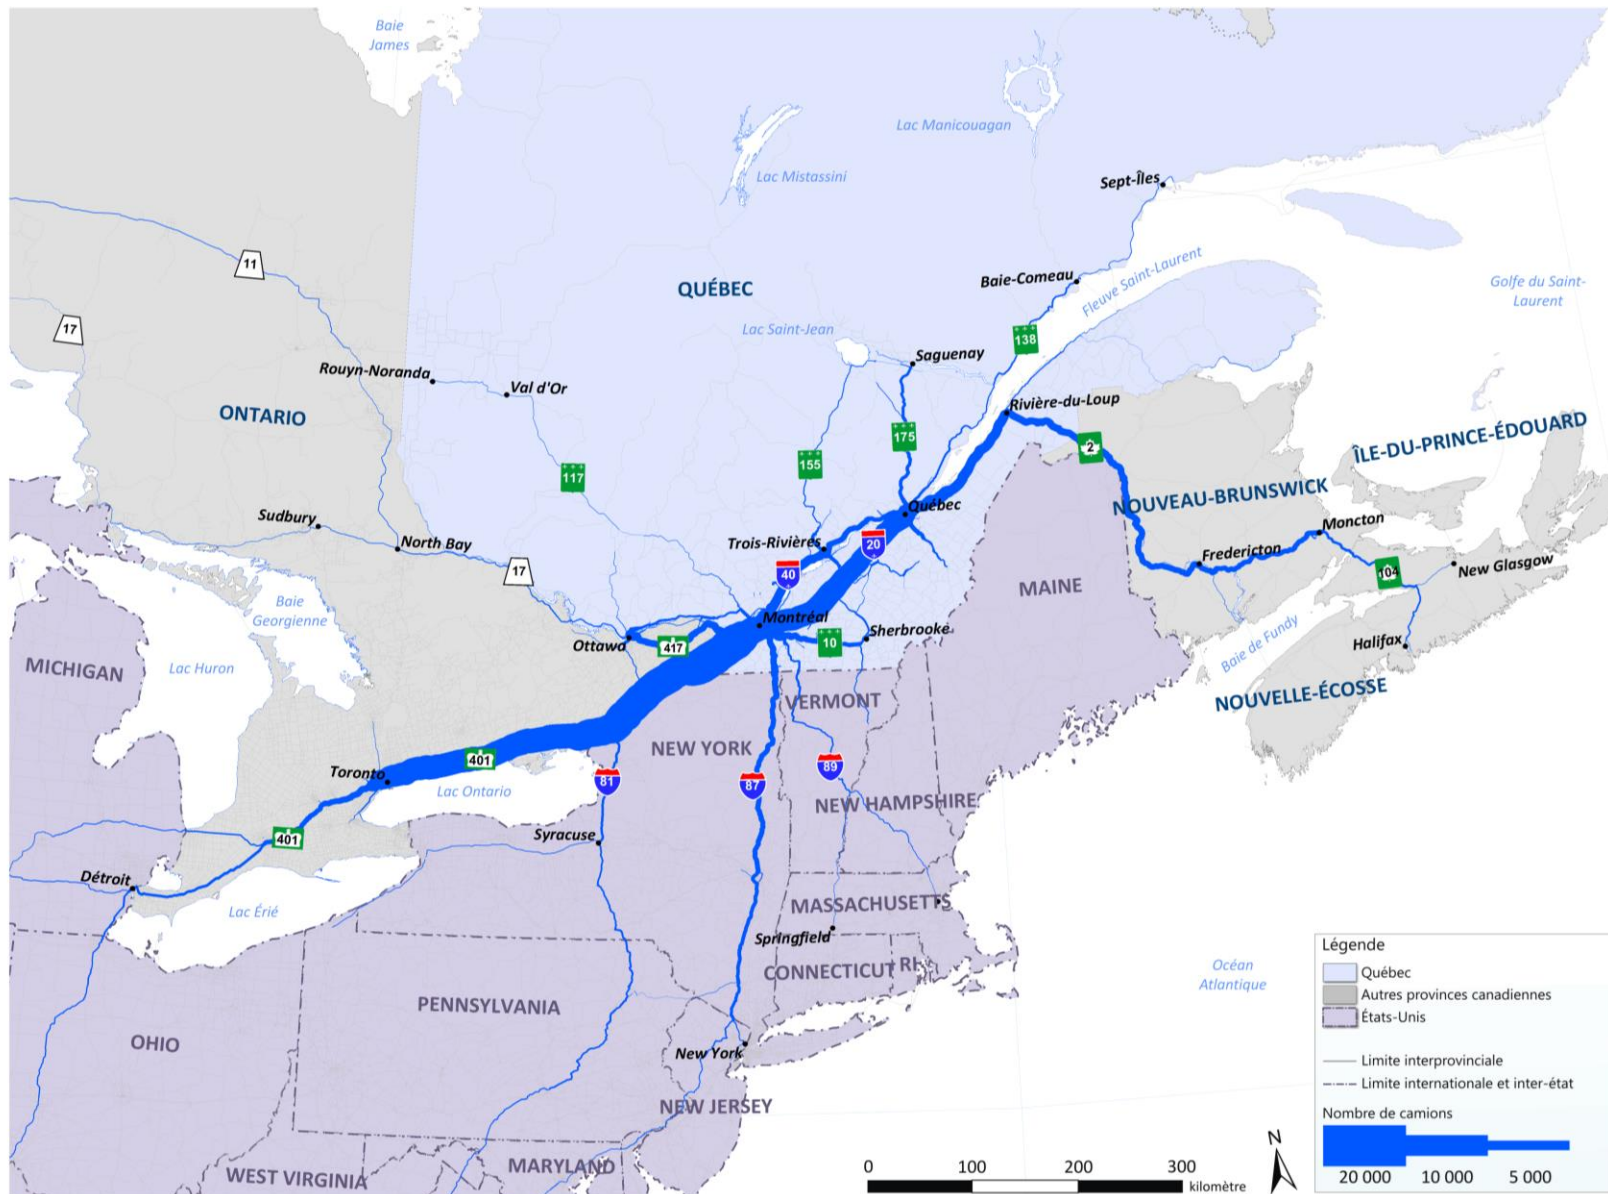 Baie
James
Lac Manicouagan
Lac Mistassini
Sept-Îles
11
Baie-Comeau
Fleuve Saint-Laurent
QUÉBEC
Golfe du Saint-
Laurent
17
Lac Saint-Jean
138
Saguenay
Rouyn-Noranda
Val d'Or
Rivière-du-Loup
ONTARIO
175
2
ÎLE-DU-PRINCE-ÉDOUARD
155
117
NOUVEAU-BRUNSWICK
Québec
Sudbury
Moncton
North Bay
Trois-Rivières
20
Fredericton
New Glasgow
17
40
104
MAINE
Baie
Georgienne
Montréal
Sherbrooke
Ottawa
417
10
Baie de Fundy
Halifax
MICHIGAN
Lac Huron
NOUVELLE-ÉCOSSE
VERMONT
NEW YORK
401
Toronto
Lac Ontario
81
87
89
NEW HAMPSHIRE
401
Syracuse
Détroit
MASSACHUSETTS
Lac Érié
Springfield
CONNECTICUT
RI
Océan
Atlantique
PENNSYLVANIA
OHIO
New York
NEW JERSEY
WEST VIRGINIA
MARYLAND
Légende
Québec
Autres provinces canadiennes
États-Unis
Limite interprovinciale
Limite internationale et inter-état
Nombre de camions
20 000 10 000 5 000
N
0 100 200 300
kilomètre